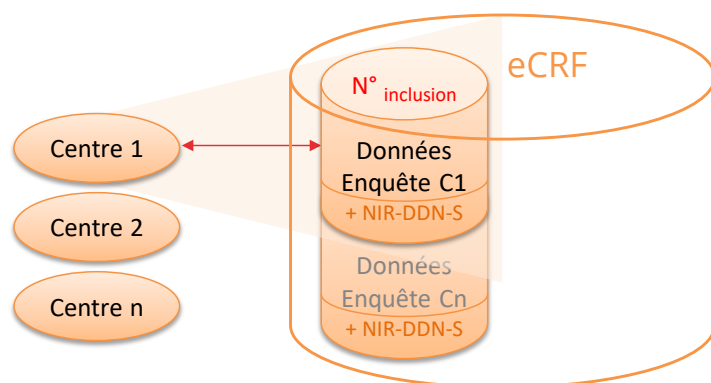 eCRF
N° inclusion
Centre 1
Données
Enquête C1
+ NIR-DDN-S
Centre 2
Données
Enquête Cn
Centre n
+ NIR-DDN-S